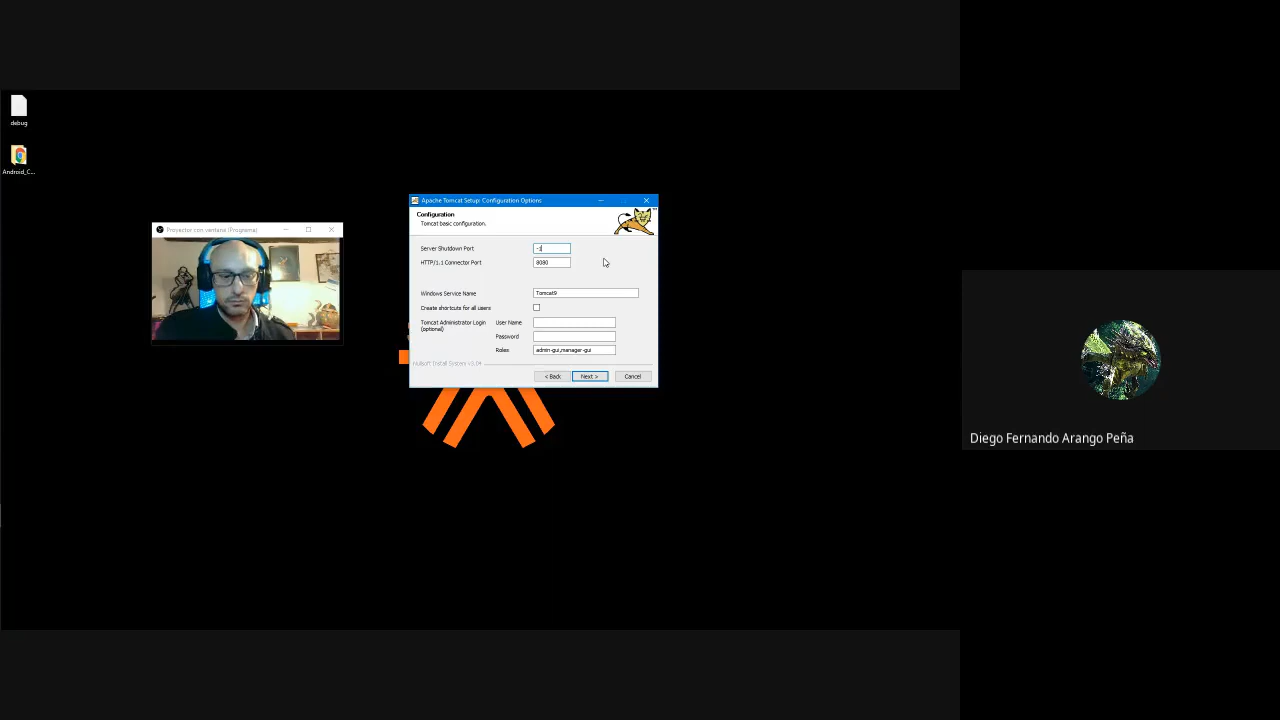 debug
Android_C...
Proyector con ventana (Programa)
Apache Tomcat Setup: Configuration Options
Configuration
Tomcat basic configuration.
Server Shutdown Port
-1
HTTP/1.1 Connector Port
8080
Windows Service Name
Tomcat9
Create shortcuts for all users
Tomcat Administrator Login
(optional)
User Name
Password
Roles
admin-gui,manager-gui
Nullsoft Install System v3.04
< Back
Next >
Cancel
Diego Fernando Arango Peña